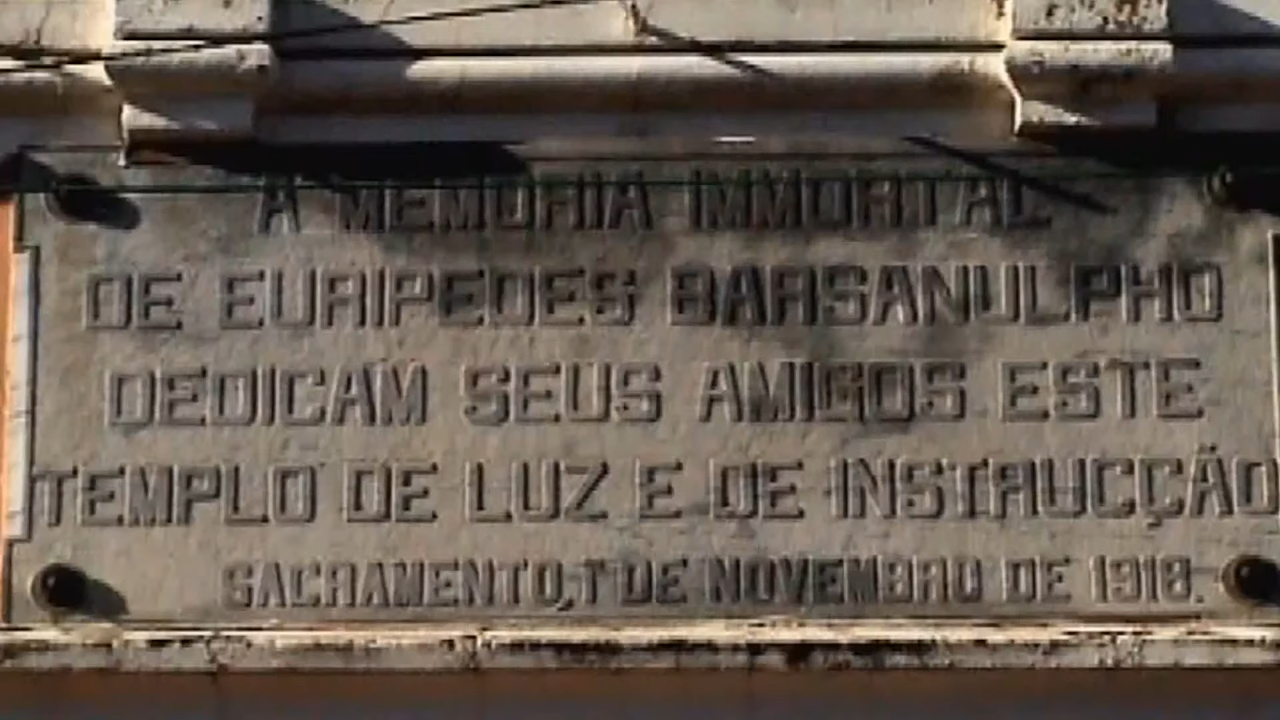 A MEMORIA IMMORTAL
DE EURIPEDES BARSANULPHO
DEDICAM SEUS AMIGOS ESTE
TEMPLO DE LUZ E DE INSTRUCÇÃO
SACRAMENTO, 1º DE NOVEMBRO DE 1918.